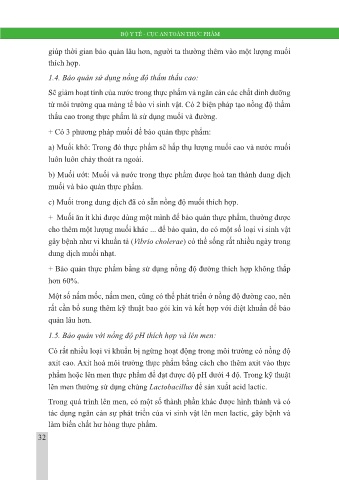 BỘ Y TẾ - CỤC AN TOÀN THỰC PHẨM
giúp thời gian bảo quản lâu hơn, người ta thường thêm vào một lượng muối
thích hợp.
1.4. Bảo quản sử dụng nồng độ thẩm thấu cao:
Sẽ giảm hoạt tính của nước trong thực phẩm và ngăn cản các chất dinh dưỡng
từ môi trường qua màng tế bào vi sinh vật. Có 2 biện pháp tạo nồng độ thẩm
thấu cao trong thực phẩm là sử dụng muối và đường.
+ Có 3 phương pháp muối để bảo quản thực phẩm:
a) Muối khô: Trong đó thực phẩm sẽ hấp thụ lượng muối cao và nước muối
luôn luôn chảy thoát ra ngoài.
b) Muối ướt: Muối và nước trong thực phẩm được hoà tan thành dung dịch
muối và bảo quản thực phẩm.
c) Muối trong dung dịch đã có sẵn nồng độ muối thích hợp.
+ Muối ăn ít khi được dùng một mình để bảo quản thực phẩm, thường được
cho thêm một lượng muối khác ... để bảo quản, do có một số loại vi sinh vật
gây bệnh như vi khuẩn tả (Vibrio cholerae) có thể sống rất nhiều ngày trong
dung dịch muối nhạt.
+ Bảo quản thực phẩm bằng sử dụng nồng độ đường thích hợp không thấp
hơn 60%.
Một số nấm mốc, nấm men, cũng có thể phát triển ở nồng độ đường cao, nên
rất cần bổ sung thêm kỹ thuật bao gói kín và kết hợp với diệt khuẩn để bảo
quản lâu hơn.
1.5. Bảo quản với nồng độ pH thích hợp và lên men:
Có rất nhiều loại vi khuẩn bị ngừng hoạt động trong môi trường có nồng độ
axit cao. Axit hoá môi trường thực phẩm bằng cách cho thêm axit vào thực
phẩm hoặc lên men thực phẩm để đạt được độ pH dưới 4 độ. Trong kỹ thuật
lên men thường sử dụng chủng Lactobacillus để sản xuất acid lactic.
Trong quá trình lên men, có một số thành phần khác được hình thành và có
tác dụng ngăn cản sự phát triển của vi sinh vật lên men lactic, gây bệnh và
làm biến chất hư hỏng thực phẩm.
32